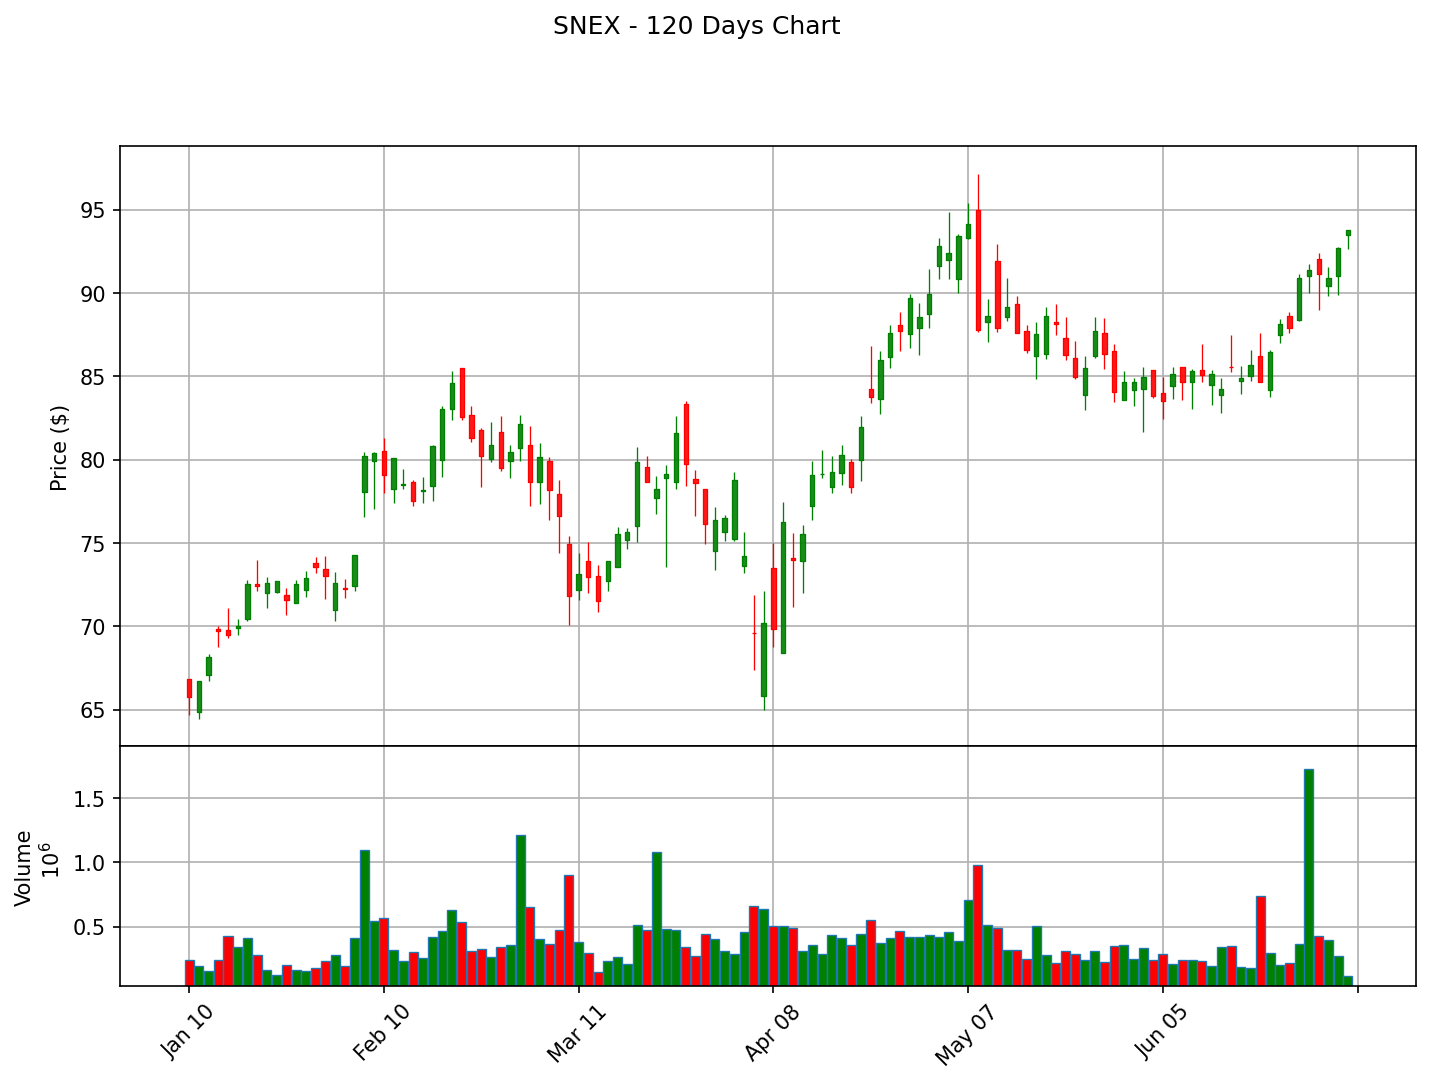 SNEX - 120 Days Chart
Price ($)
95
90
85
80
75
70
65
Volume
10^6
1.5
1.0
0.5
Jan 10
Feb 10
Mar 11
Apr 08
May 07
Jun 05